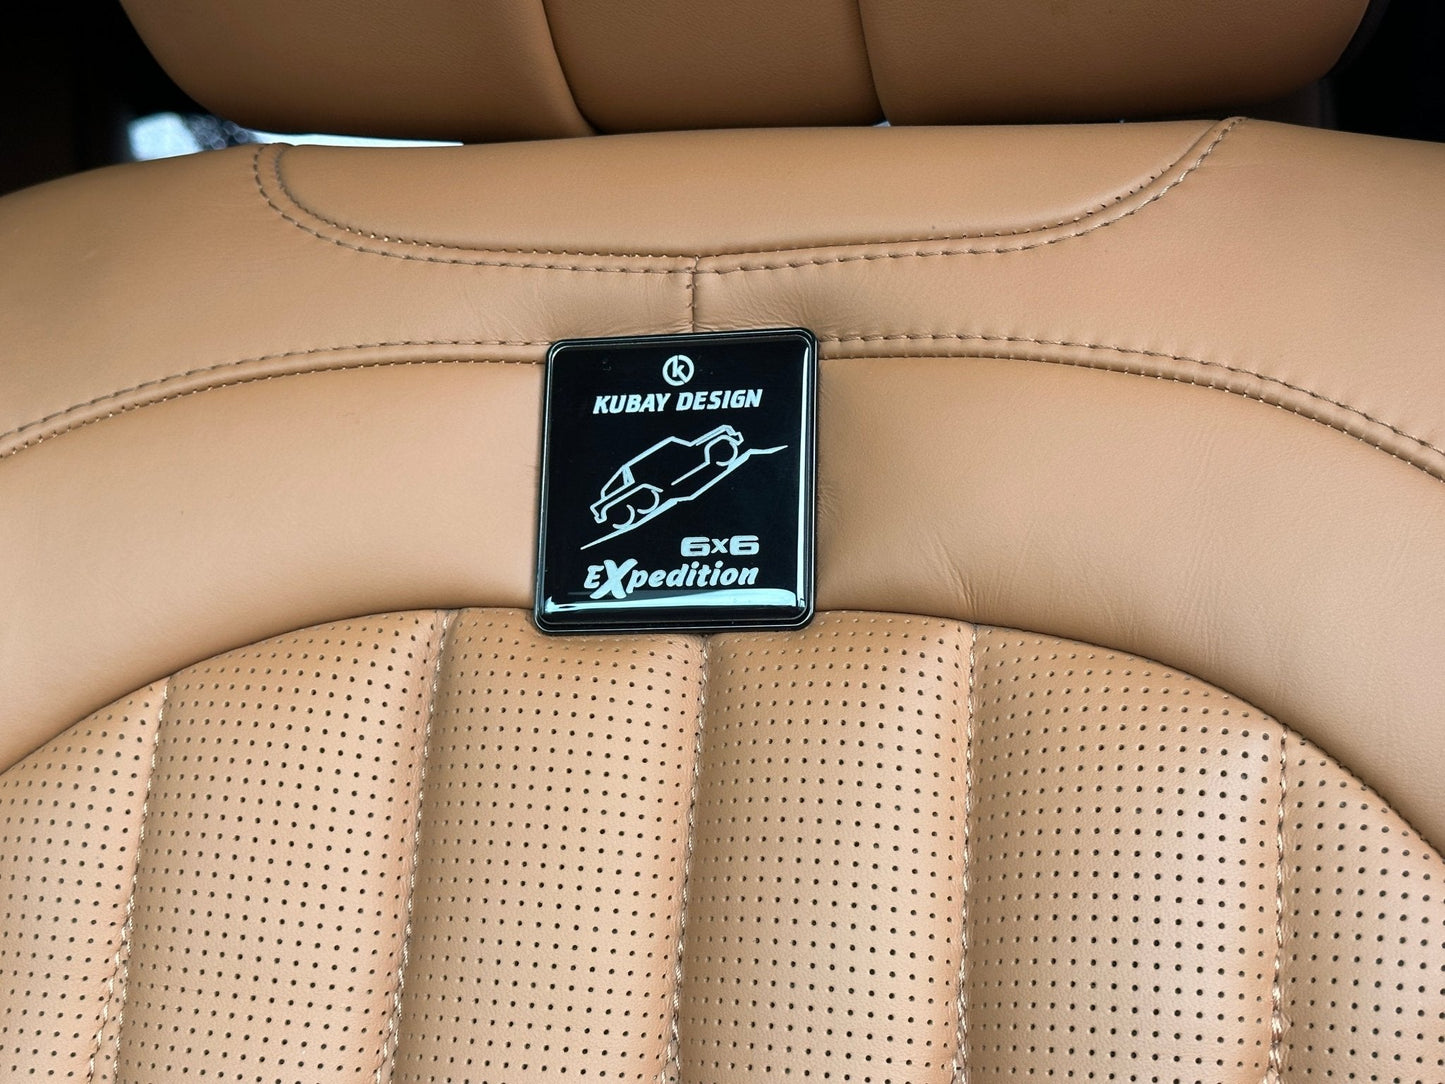 k
KUBAY DESIGN
6x6
EXpedition